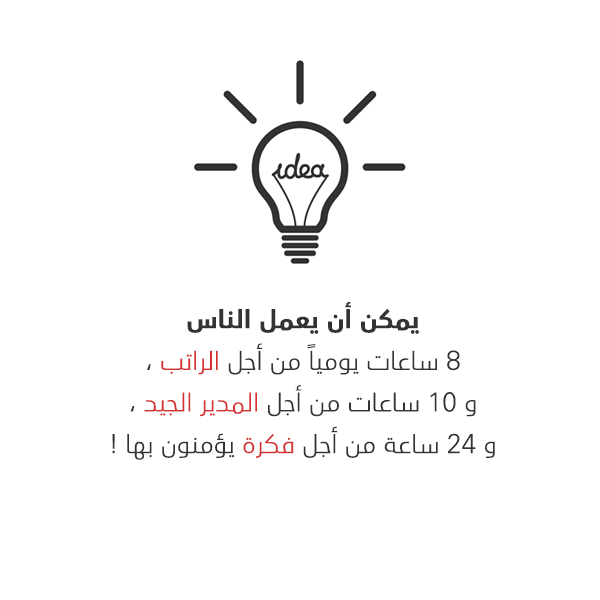 idea
يمكن أن يعمل الناس
8 ساعات يومياً من أجل الراتب ،
و 10 ساعات من أجل المدير الجيد ،
و 24 ساعة من أجل فكرة يؤمنون بها !